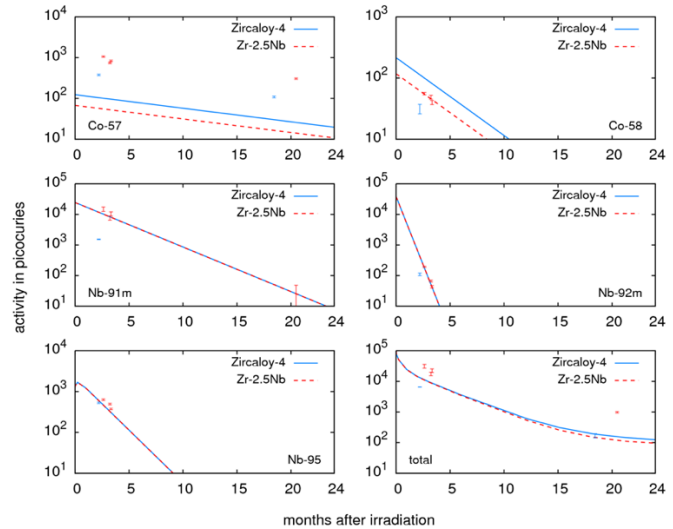 10⁴
10³
10²
10¹
Zircaloy-4
Zr-2.5Nb
Co-57
0 5 10 15 20 24
10³
10²
10¹
Zircaloy-4
Zr-2.5Nb
Co-58
0 5 10 15 20 24
activity in picocuries
10⁵
10⁴
10³
10²
10¹
Zircaloy-4
Zr-2.5Nb
Nb-91m
0 5 10 15 20 24
10⁵
10⁴
10³
10²
10¹
Zircaloy-4
Zr-2.5Nb
Nb-92m
0 5 10 15 20 24
10⁴
10³
10²
10¹
Zircaloy-4
Zr-2.5Nb
Nb-95
0 5 10 15 20 24
10⁵
10⁴
10³
10²
10¹
Zircaloy-4
Zr-2.5Nb
total
0 5 10 15 20 24
months after irradiation